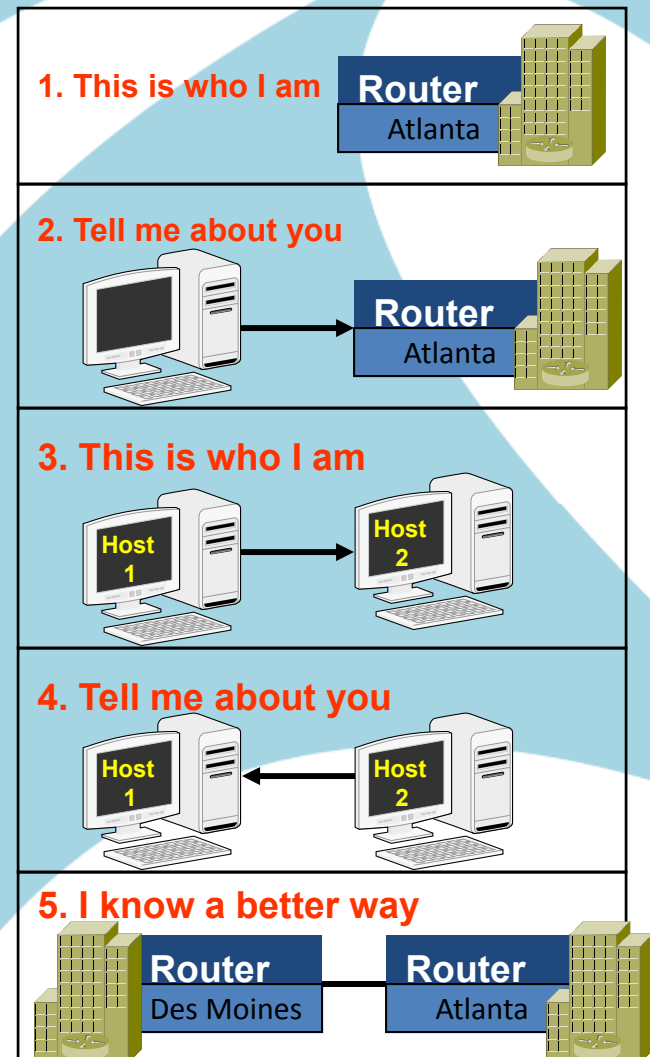 1. This is who I am
Router
Atlanta
2. Tell me about you
Router
Atlanta
3. This is who I am
Host
1
Host
2
4. Tell me about you
Host
1
Host
2
5. I know a better way
Router
Des Moines
Router
Atlanta